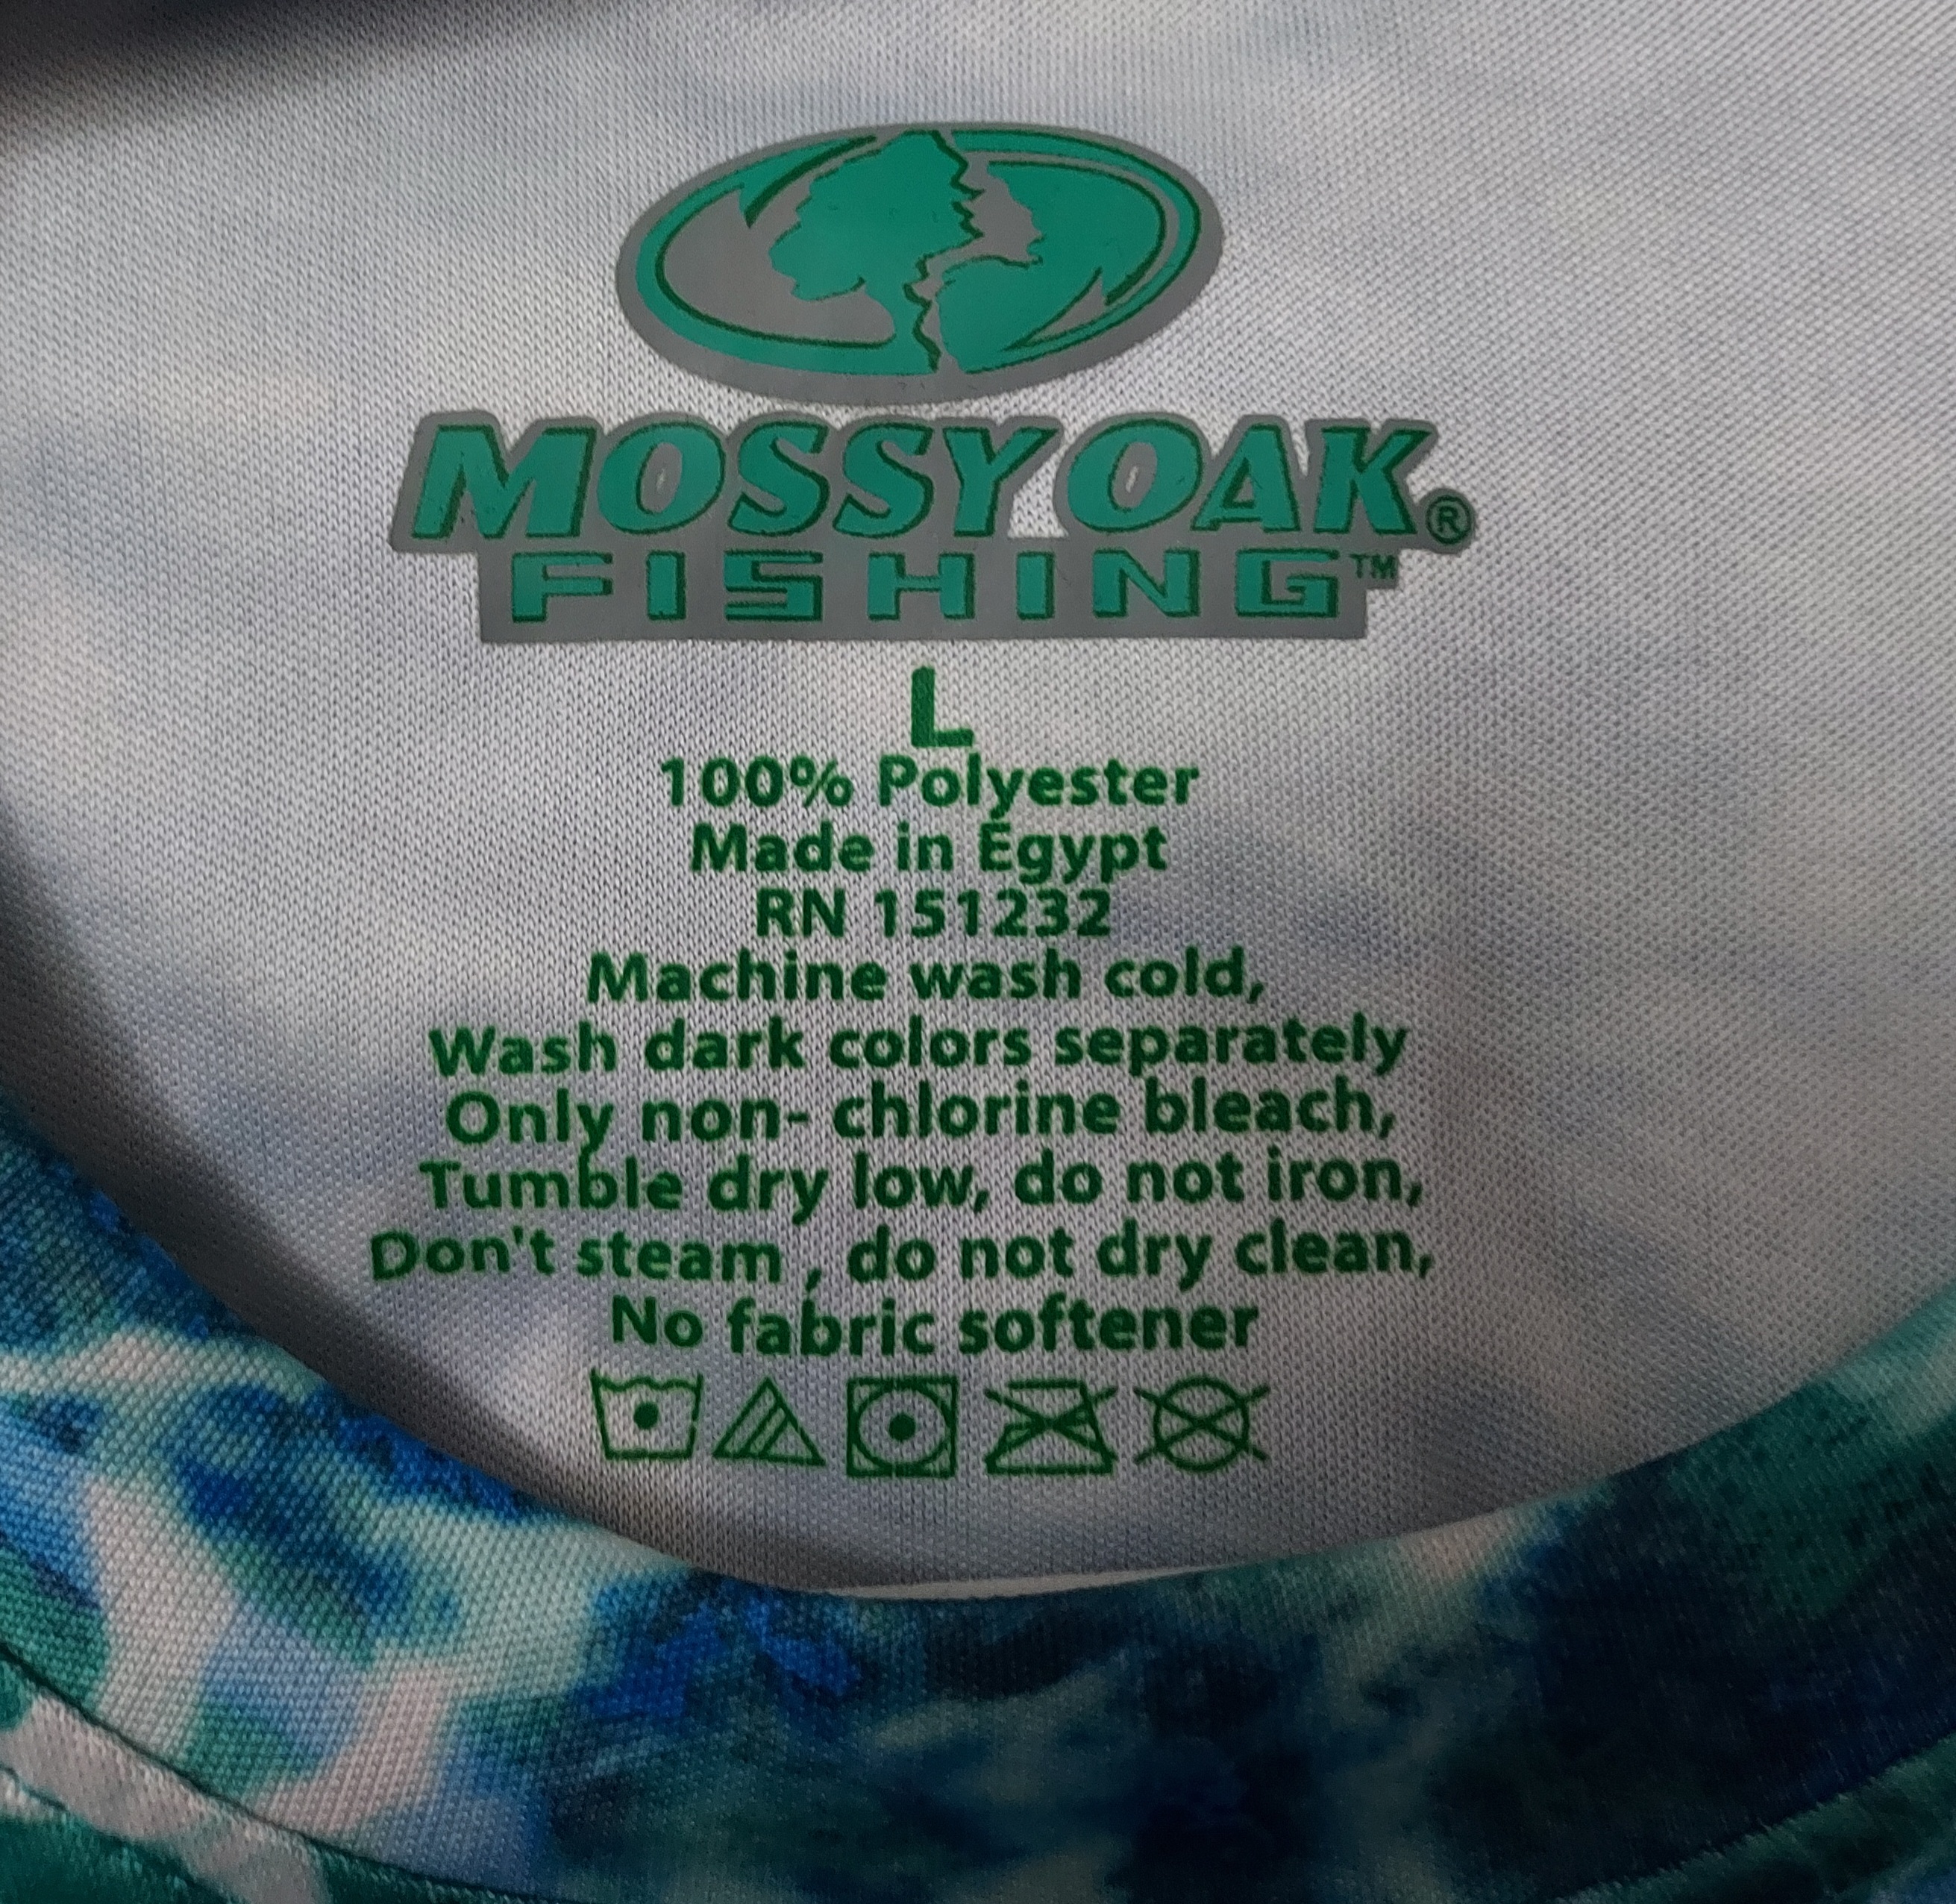 MOSSY OAK®
FISHING™
L
100% Polyester
Made in Egypt
RN 151232
Machine wash cold,
Wash dark colors separately
Only non- chlorine bleach,
Tumble dry low, do not iron,
Don't steam , do not dry clean,
No fabric softener